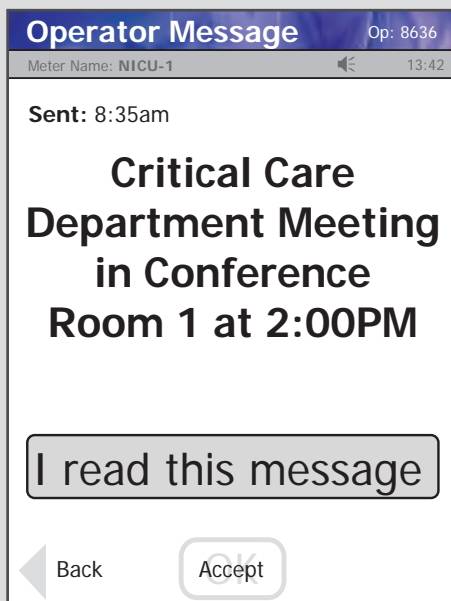 Operator Message Op: 8636
Meter Name: NICU-1 13:42
Sent: 8:35am
Critical Care
Department Meeting
in Conference
Room 1 at 2:00PM
I read this message
Back OK Accept